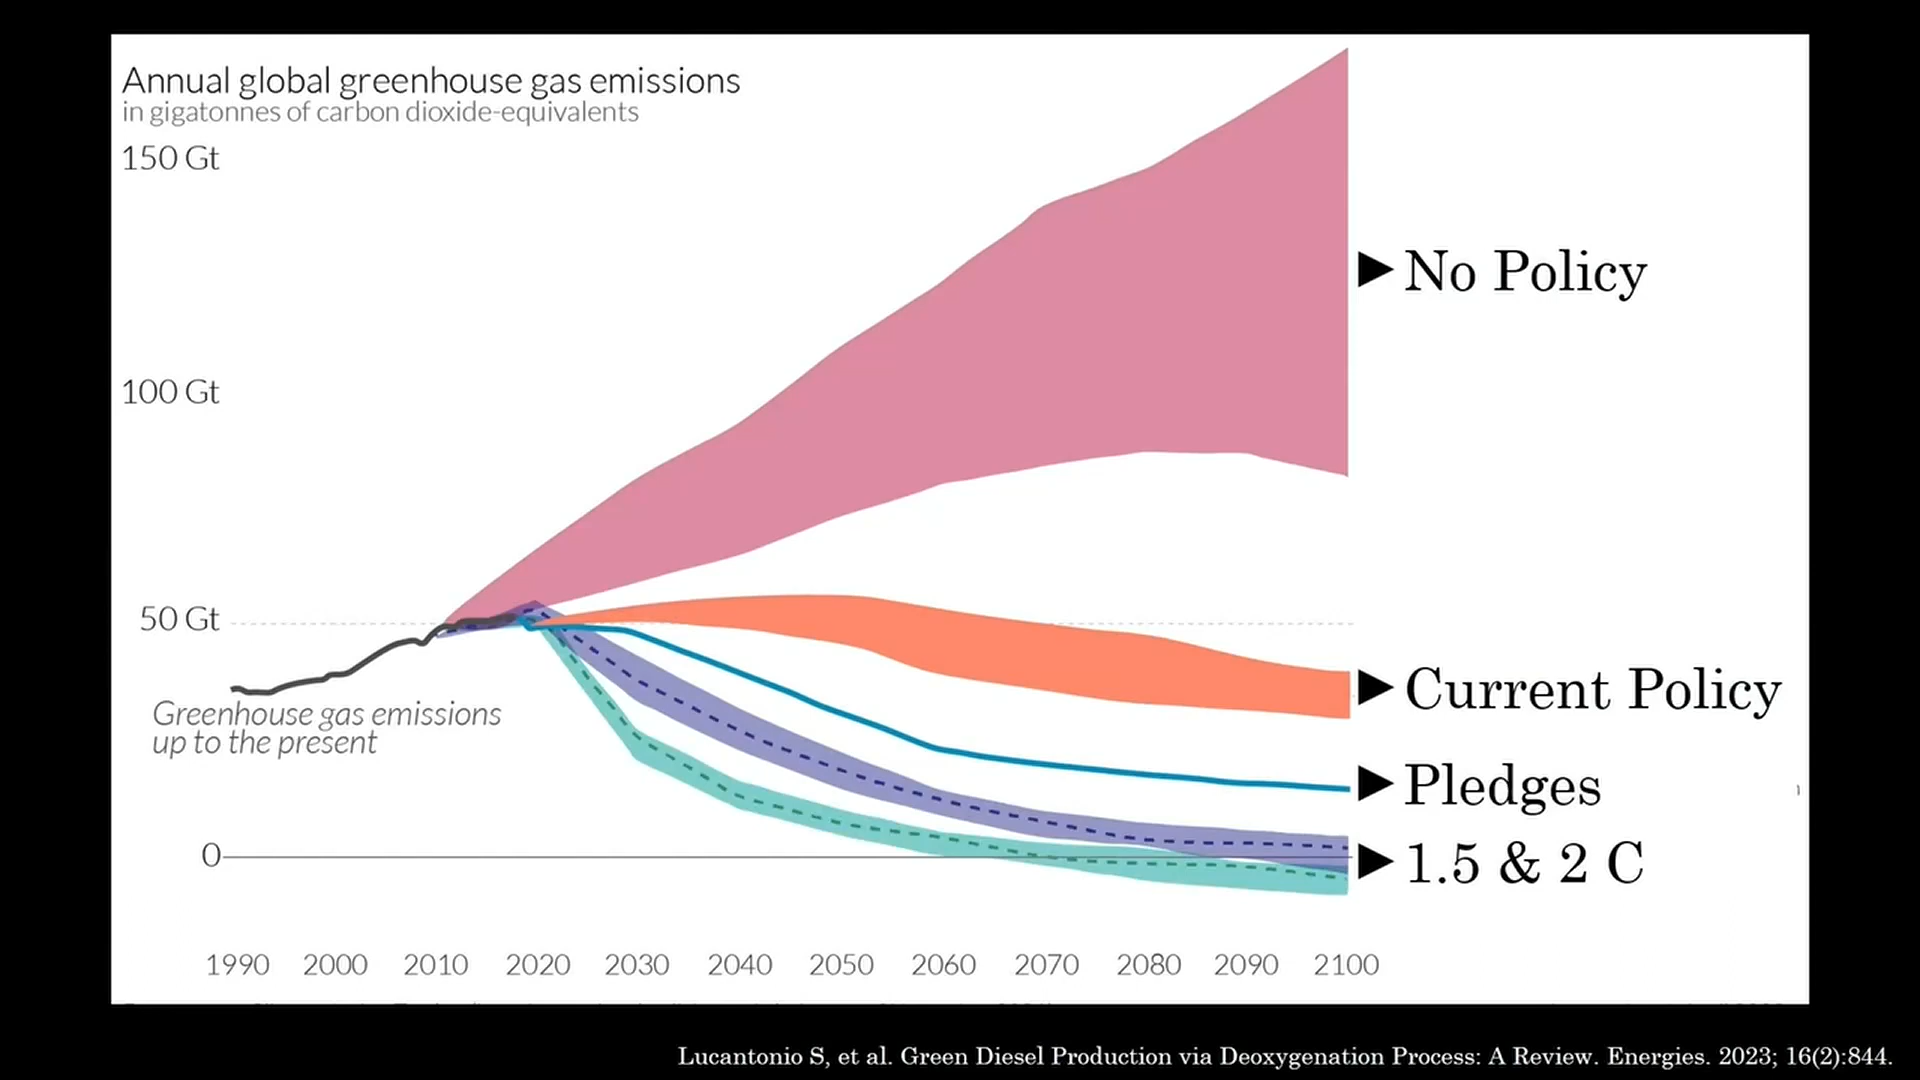 Annual global greenhouse gas emissions
in gigatonnes of carbon dioxide-equivalents
150 Gt
No Policy
100 Gt
50 Gt
Current Policy
Greenhouse gas emissions
up to the present
Pledges
0
1.5 & 2 C
1990 2000 2010 2020 2030 2040 2050 2060 2070 2080 2090 2100
Lucantonio S, et al. Green Diesel Production via Deoxygenation Process: A Review. Energies. 2023; 16(2):844.